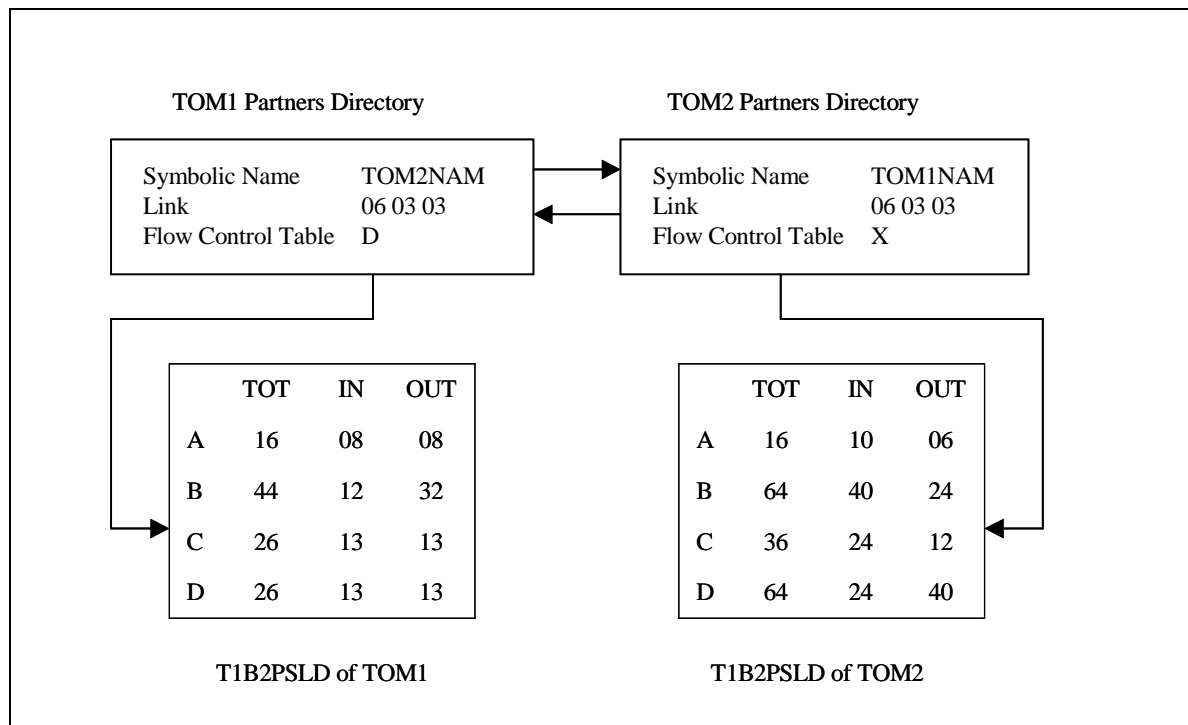 TOM1 Partners Directory
TOM2 Partners Directory
Symbolic Name TOM2NAM
Link 06 03 03
Flow Control Table D
Symbolic Name TOM1NAM
Link 06 03 03
Flow Control Table X
TOT IN OUT
A 16 08 08
B 44 12 32
C 26 13 13
D 26 13 13
T1B2PSLD of TOM1
TOT IN OUT
A 16 10 06
B 64 40 24
C 36 24 12
D 64 24 40
T1B2PSLD of TOM2